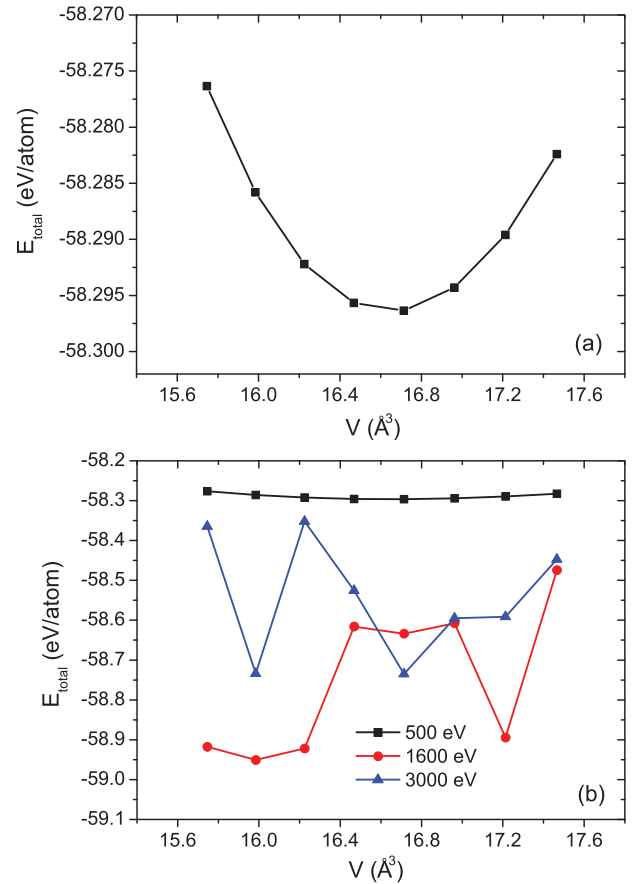 -58.270
-58.275
-58.280
-58.285
-58.290
-58.295
-58.300
E_total (eV/atom)
(a)
15.6 16.0 16.4 16.8 17.2 17.6
V (Å³)
-58.2
-58.3
-58.4
-58.5
-58.6
-58.7
-58.8
-58.9
-59.0
-59.1
E_total (eV/atom)
500 eV
1600 eV
3000 eV
(b)
15.6 16.0 16.4 16.8 17.2 17.6
V (Å³)